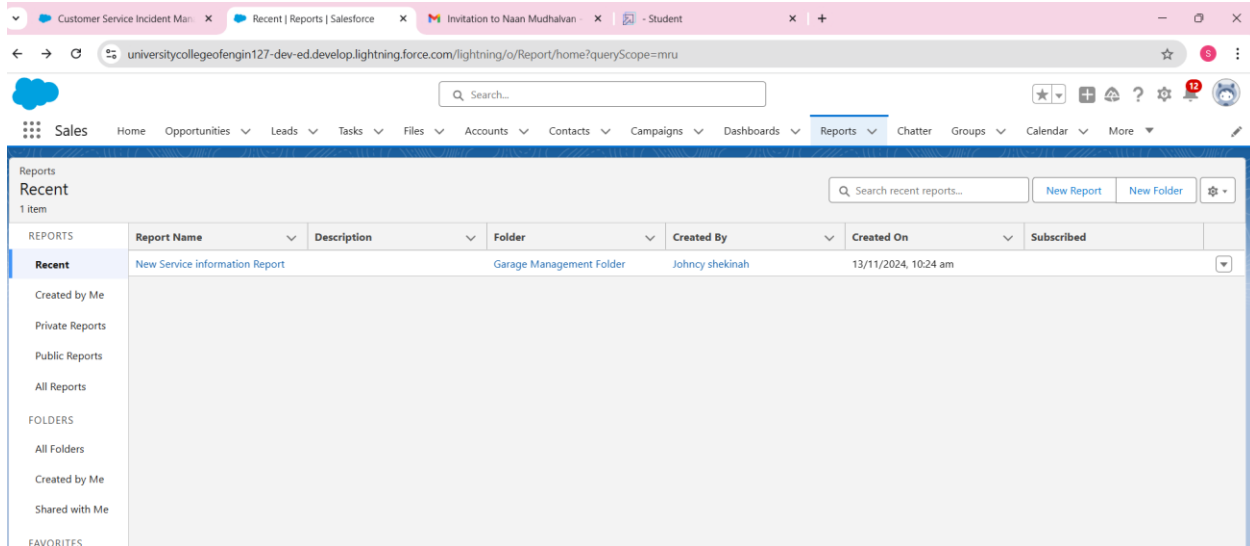 Customer Service Incident Man
Recent | Reports | Salesforce
Invitation to Naan Mudhalvan -
- Student
universitycollegeofengin127-dev-ed.develop.lightning.force.com/lightning/o/Report/home?queryScope=mru
S
Search...
12
Sales Home Opportunities Leads Tasks Files Accounts Contacts Campaigns Dashboards Reports Chatter Groups Calendar More
Reports
Recent
1 item
Search recent reports...
New Report
New Folder
REPORTS
Report Name Description Folder Created By Created On Subscribed
Recent
New Service information Report Garage Management Folder Johncy shekinah 13/11/2024, 10:24 am
Created by Me
Private Reports
Public Reports
All Reports
FOLDERS
All Folders
Created by Me
Shared with Me
FAVORITES